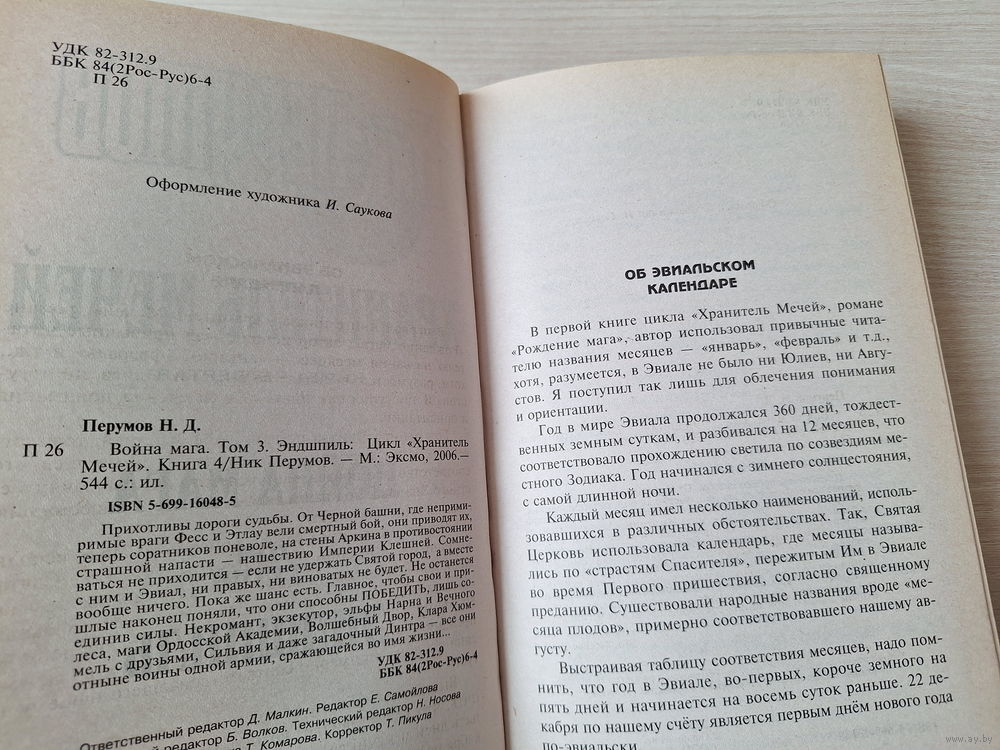 УДК 82-312.9
ББК 84(2Рос-Рус)6-4
П 26
Оформление художника И. Саукова
Перумов Н. Д.
П 26 Война мага. Том 3. Эндшпиль: Цикл «Хранитель
Мечей». Книга 4/Ник Перумов. — М.: Эксмо, 2006.—
544 с.: ил.
ISBN 5-699-16048-5
Прихотливы дороги судьбы. От Черной башни, где неприми-
римые враги Фесс и Этлау вели смертный бой, они приводят их,
теперь соратников поневоле, на стены Аркина в противостоянии
страшной напасти — нашествию Империи Клешней. Сомне-
ваться не приходится — если не удержать Святой город, а вместе
с ним и Эвиал, ни правых, ни виноватых не будет. Не останется
вообще ничего. Пока же шанс есть. Главное, чтобы свои и при-
шлые наконец поняли, что они способны ПОБЕДИТЬ, лишь со-
единив силы. Некромант, экзекутор, эльфы Нарна и Вечного
леса, маги Ордосской Академии, Волшебный Двор, Клара Хюм-
мель с друзьями, Сильвия и даже загадочный Динтра — все они
отныне воины одной армии, сражающейся во имя жизни...
УДК 82-312.9
ББК 84(2Рос-Рус)6-4
Ответственный редактор Д. Малкин. Редактор Е. Самойлова
редактор Б. Волков. Технический редактор Н. Носова
Т. Комарова. Корректор Т. Пикула
ОБ ЭВИАЛЬСКОМ
КАЛЕНДАРЕ
В первой книге цикла «Хранитель Мечей», романе
«Рождение мага», автор использовал привычные чита-
телю названия месяцев — «январь», «февраль» и т.д.,
хотя, разумеется, в Эвиале не было ни Юлиев, ни Авгу-
стов. Я поступил так лишь для облечения понимания
и ориентации.
Год в мире Эвиала продолжался 360 дней, тождест-
венных земным суткам, и разбивался на 12 месяцев, что
соответствовало прохождению светила по созвездиям ме-
стного Зодиака. Год начинался с зимнего солнцестояния,
с самой длинной ночи.
Каждый месяц имел несколько наименований, исполь-
зовавшихся в различных обстоятельствах. Так, Святая
Церковь использовала календарь, где месяцы называ-
лись по «страстям Спасителя», пережитым Им в Эвиале
во время Первого пришествия, согласно священному
преданию. Существовали народные названия вроде «ме-
сяца плодов», примерно соответствовавшего нашему ав-
густу.
Выстраивая таблицу соответствия месяцев, надо пом-
нить, что год в Эвиале, во-первых, короче земного на
пять дней и начинается на восемь суток раньше. 22 де-
кабря по нашему счёту является первым днём нового года
по-эвиальски.
www.ay.by